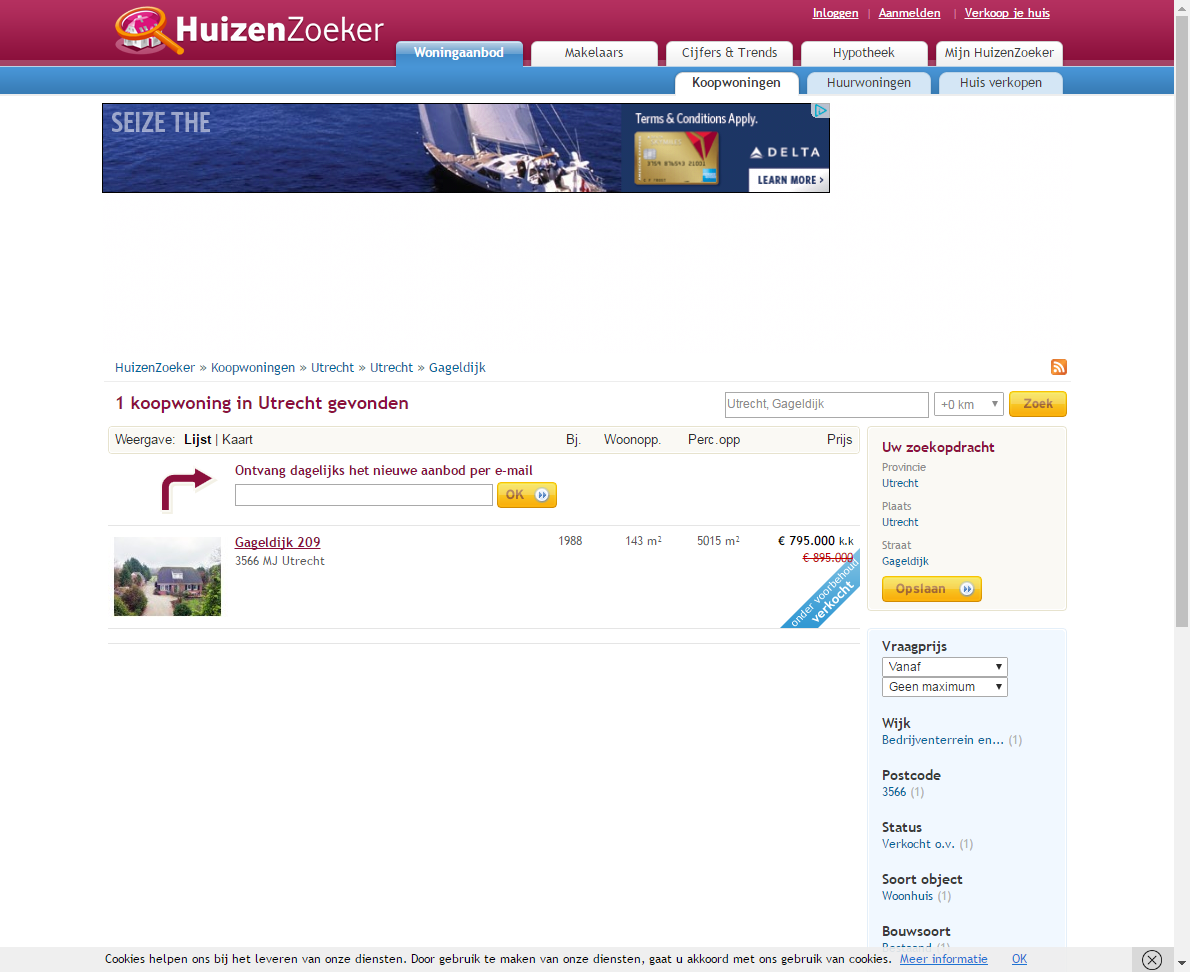 HuizenZoeker
Inloggen | Aanmelden | Verkoop je huis
Woningaanbod Makelaars Cijfers & Trends Hypotheek Mijn HuizenZoeker
Koopwoningen Huurwoningen Huis verkopen
SEIZE THE
Terms & Conditions Apply.
DELTA
LEARN MORE >
HuizenZoeker » Koopwoningen » Utrecht » Utrecht » Gageldijk
1 koopwoning in Utrecht gevonden
Utrecht, Gageldijk +0 km Zoek
Weergave: Lijst | Kaart Bj. Woonopp. Perc.opp Prijs
Ontvang dagelijks het nieuwe aanbod per e-mail
OK
Gageldijk 209 1988 143 m² 5015 m² € 795.000 k.k
3566 MJ Utrecht € 895.000
onder voorbehoud
verkocht
Uw zoekopdracht
Provincie
Utrecht
Plaats
Utrecht
Straat
Gageldijk
Opslaan
Vraagprijs
Vanaf
Geen maximum
Wijk
Bedrijventerrein en... (1)
Postcode
3566 (1)
Status
Verkocht o.v. (1)
Soort object
Woonhuis (1)
Bouwsoort
Bestaand (1)
Cookies helpen ons bij het leveren van onze diensten. Door gebruik te maken van onze diensten, gaat u akkoord met ons gebruik van cookies. Meer informatie OK